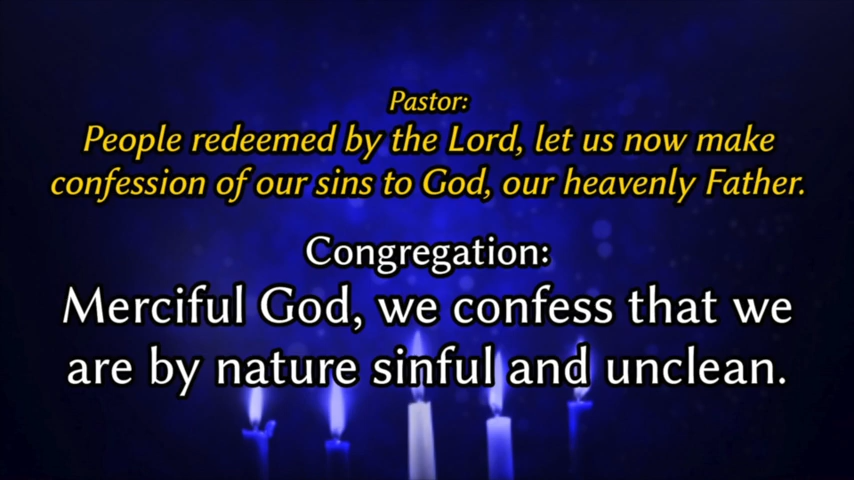 Pastor:
People redeemed by the Lord, let us now make
confession of our sins to God, our heavenly Father.
Congregation:
Merciful God, we confess that we
are by nature sinful and unclean.